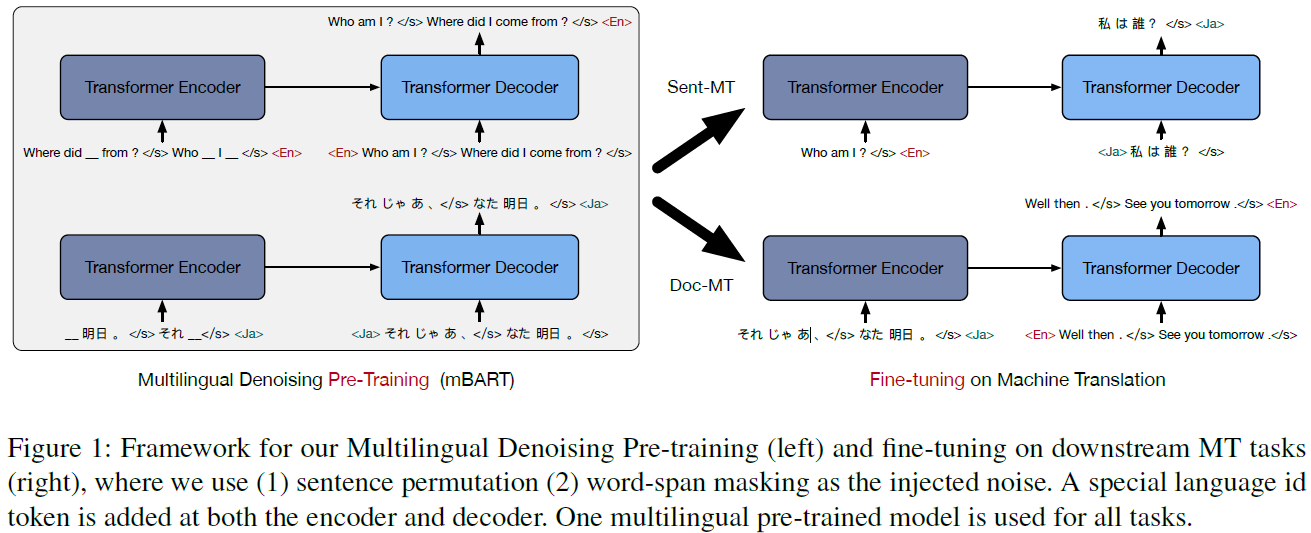 Who am I ? </s> Where did I come from ? </s> <En>
Transformer Encoder
Transformer Decoder
Where did __ from ? </s> Who __ I __ </s> <En>
<En> Who am I ? </s> Where did I come from ? </s>
それ じゃ あ 、</s> なた 明日 。 </s> <Ja>
Transformer Encoder
Transformer Decoder
__ 明日 。 </s> それ __</s> <Ja>
<Ja> それ じゃ あ 、</s> なた 明日 。 </s>
Multilingual Denoising Pre-Training (mBART)
Sent-MT
Doc-MT
私 は 誰 ? </s> <Ja>
Transformer Encoder
Transformer Decoder
Who am I ? </s> <En>
<Ja> 私 は 誰 ? </s>
Well then . </s> See you tomorrow .</s> <En>
Transformer Encoder
Transformer Decoder
それ じゃ あ 、</s> なた 明日 。 </s> <Ja>
<En> Well then . </s> See you tomorrow .</s>
Fine-tuning on Machine Translation
Figure 1: Framework for our Multilingual Denoising Pre-training (left) and fine-tuning on downstream MT tasks
(right), where we use (1) sentence permutation (2) word-span masking as the injected noise. A special language id
token is added at both the encoder and decoder. One multilingual pre-trained model is used for all tasks.